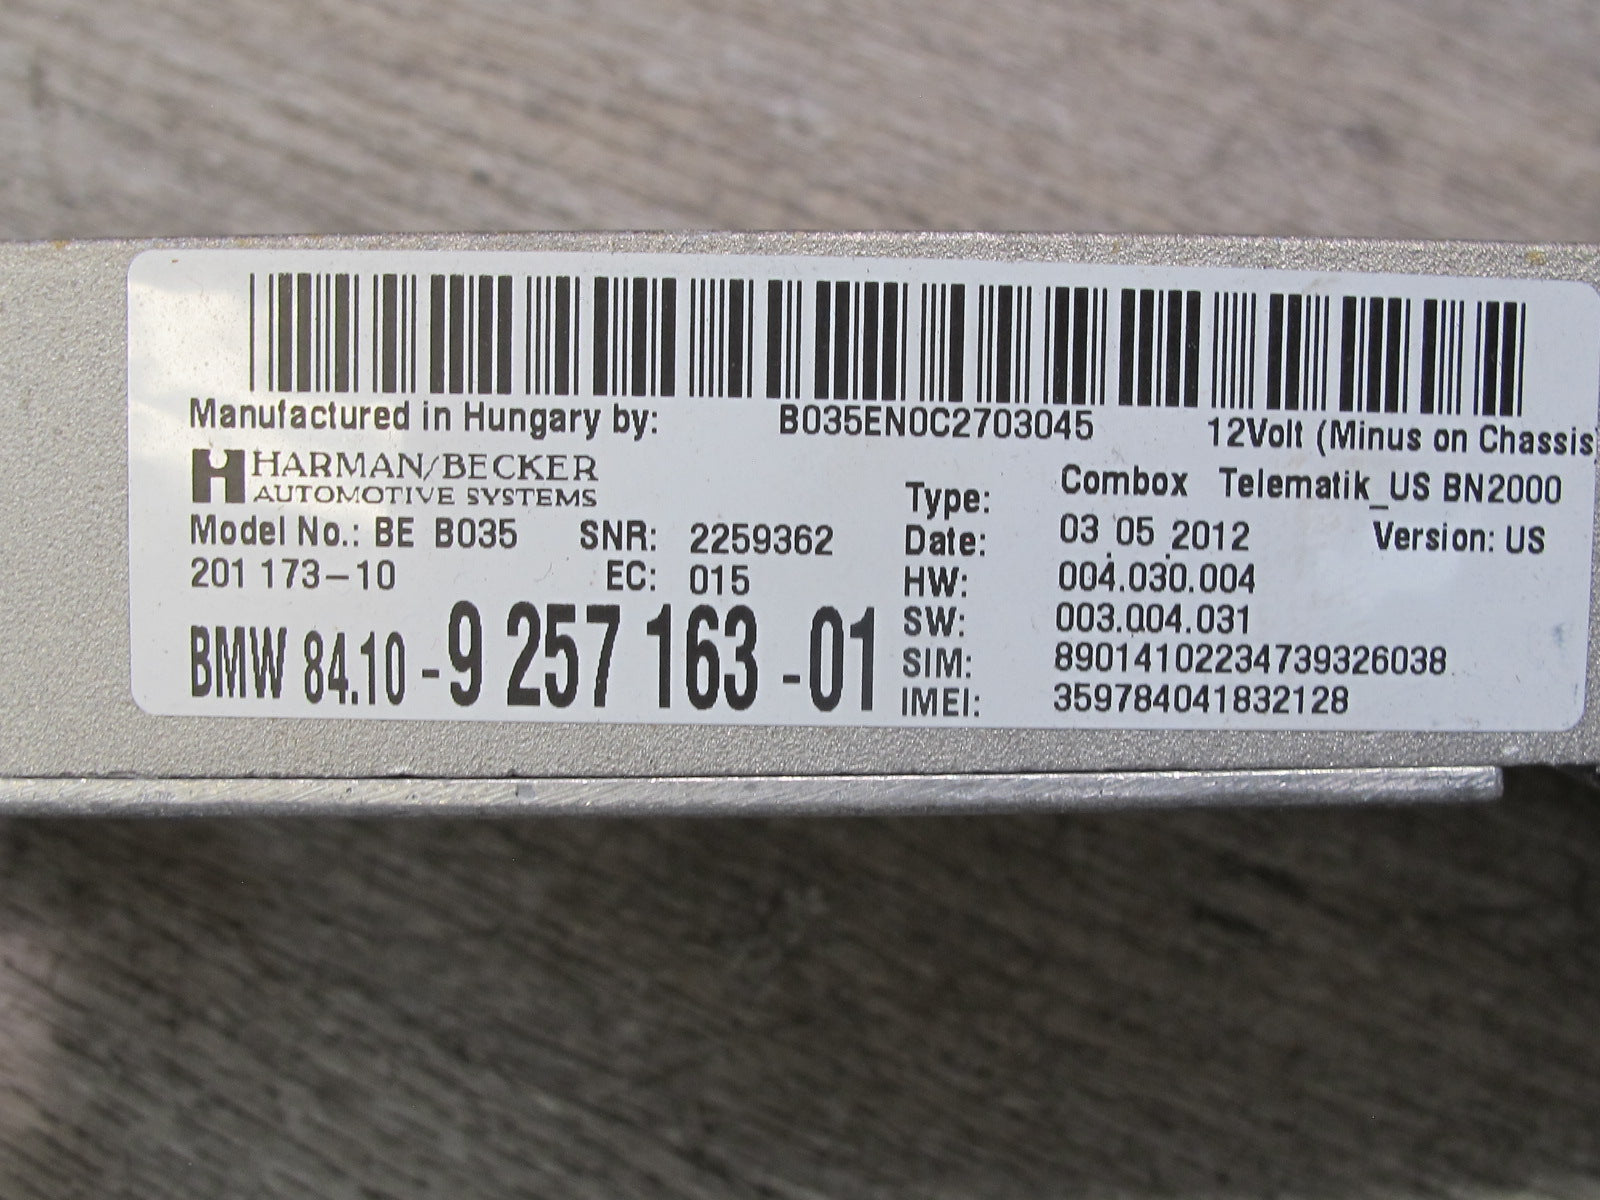 Manufactured in Hungary by: B035EN0C2703045 12Volt (Minus on Chassis)
HARMAN/BECKER
AUTOMOTIVE SYSTEMS
Type: Combox Telematik_US BN2000
Model No.: BE B035 SNR: 2259362 Date: 03.05.2012 Version: US
201 173-10 EC: 015 HW: 004.030.004
SW: 003.004.031
BMW 84.10 -9 257 163 -01
SIM: 89014102234739326038
IMEI: 359784041832128